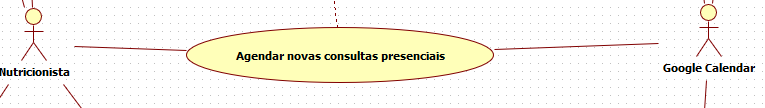 Agendar novas consultas presenciais
Nutricionista
Google Calendar